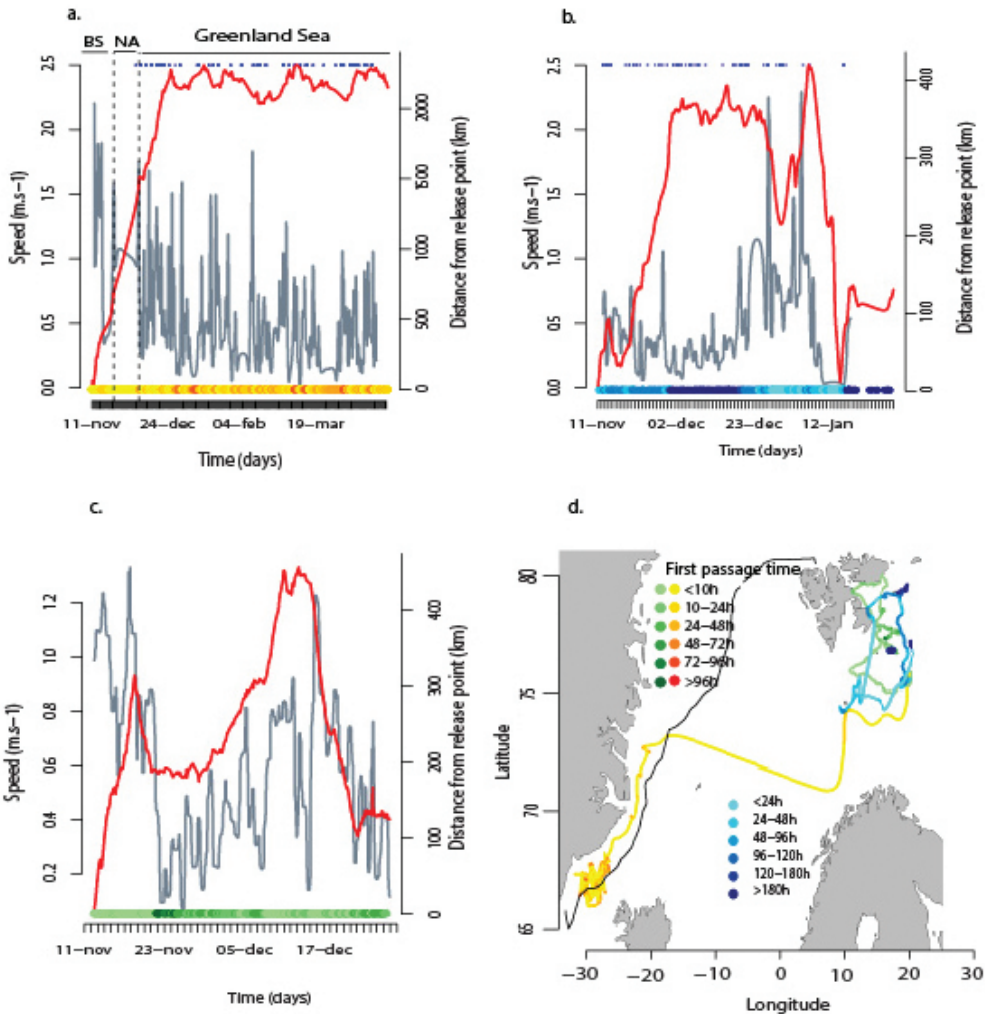 a.
BS NA Greenland Sea
2.5
2.0
1.5
1.0
0.5
0.0
Speed (m.s−1)
2000
1500
1000
500
0
Distance from release point (km)
11−nov 24−dec 04−feb 19−mar
Time (days)
b.
2.5
2.0
1.5
1.0
0.5
0.0
Speed (m.s−1)
400
300
200
100
0
Distance from release point (km)
11−nov 02−dec 23−dec 12−Jan
Time (days)
c.
1.2
1.0
0.8
0.6
0.4
0.2
Speed (m.s−1)
400
300
200
100
0
Distance from release point (km)
11−nov 23−nov 05−dec 17−dec
Time (days)
d.
First passage time
<10h
10−24h
24−48h
48−72h
72−96h
>96h
<24h
24−48h
48−96h
96−120h
120−180h
>180h
80
75
70
65
Latitude
−30 −20 −10 0 10 20 30
Longitude